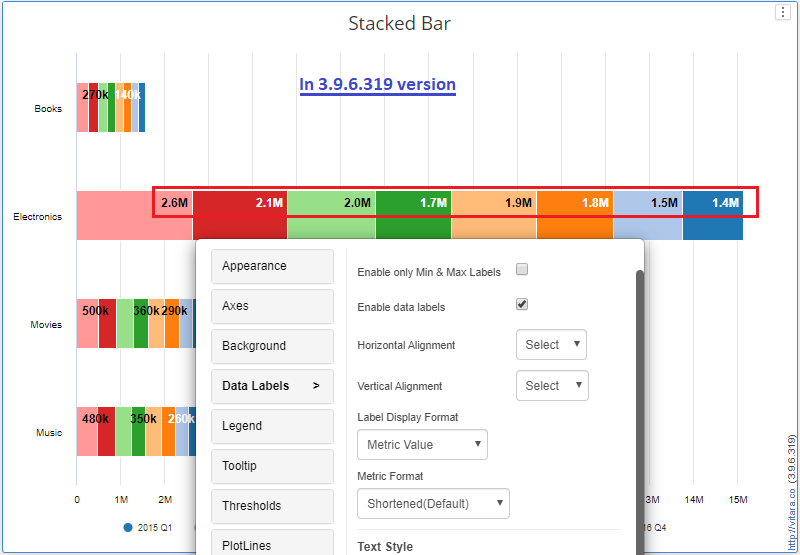 Stacked Bar
In 3.9.6.319 version
Books
270k 140k
Electronics
2.6M 2.1M 2.0M 1.7M 1.9M 1.8M 1.5M 1.4M
Movies
500k 360k 290k
Music
480k 350k 260k
0 1M 2M 13M 14M 15M
2015 Q1
16 Q4
Appearance
Axes
Background
Data Labels >
Legend
Tooltip
Thresholds
PlotLines
Enable only Min & Max Labels
Enable data labels
Horizontal Alignment Select
Vertical Alignment Select
Label Display Format
Metric Value
Metric Format
Shortened(Default)
Text Style
http://vitara.co (3.9.6.319)